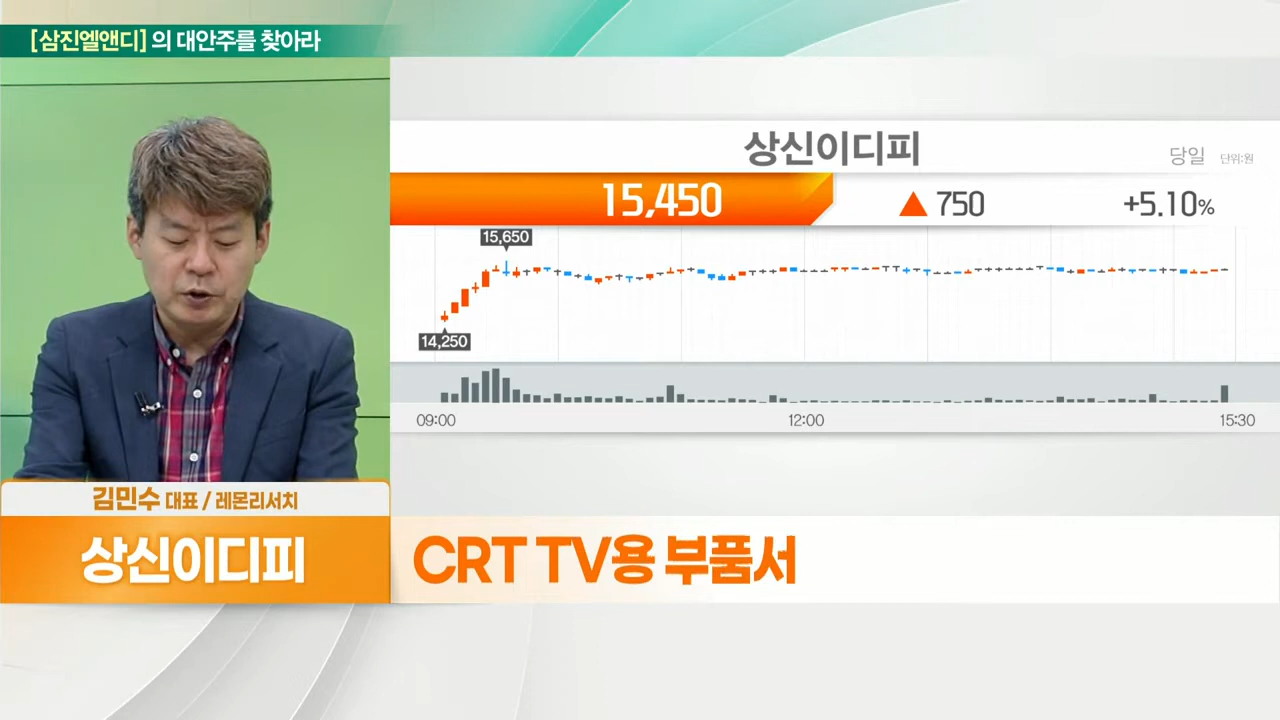 [삼진엘앤디]의 대안주를 찾아라
상신이디피
당일 단위:원
15,450 ▲ 750 +5.10%
15,650
14,250
09:00 12:00 15:30
김민수 대표 / 레몬리서치
상신이디피
CRT TV용 부품서